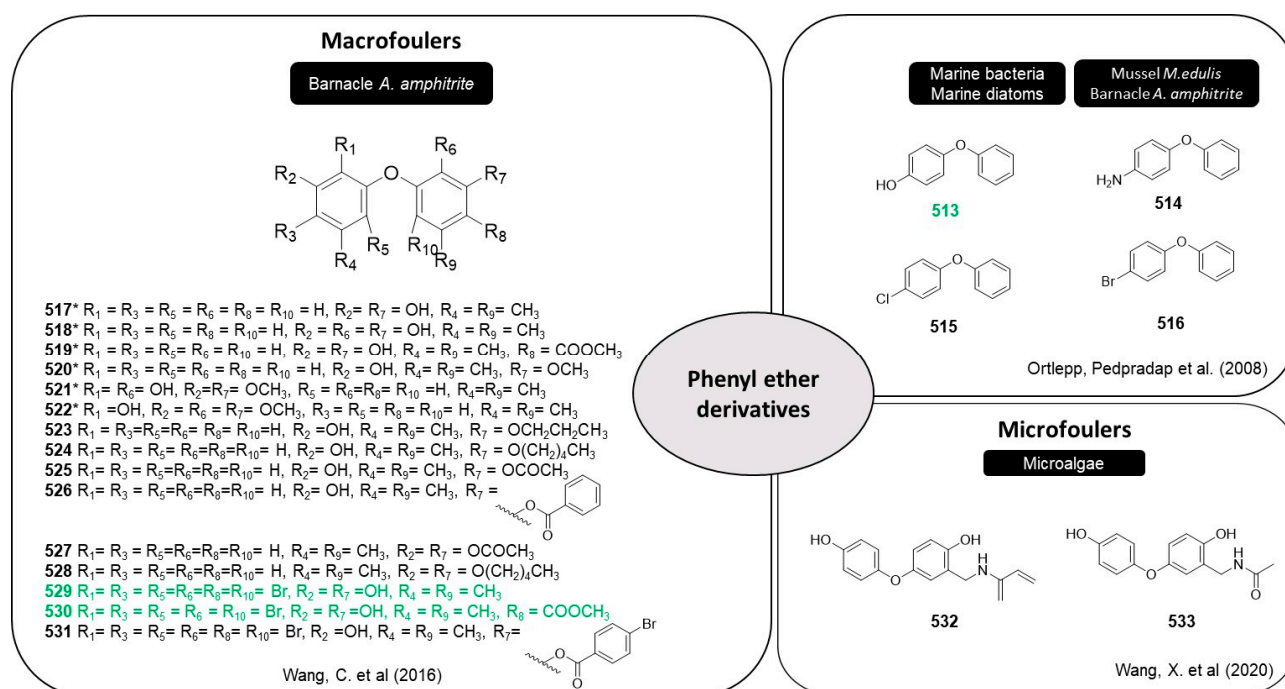 Macrofoulers
Barnacle A. amphitrite
R1
R6
R2
O
R7
R3
R5
R10
R8
R4
R9
517* R1 = R3 = R5 = R6 = R8 = R10 = H, R2= R7 = OH, R4 = R9= CH3
518* R1 = R3 = R5 = R8 = R10= H, R2 = R6 = R7 = OH, R4 = R9 = CH3
519* R1 = R3 = R5= R6 = R10 = H, R2 = R7 = OH, R4 = R9 = CH3, R8 = COOCH3
520* R1 = R3 = R5 = R6 = R8 = R10 = H, R2 = OH, R4= R9= CH3, R7 = OCH3
521* R1= R6= OH, R2=R7= OCH3, R5 = R6=R8= R10 = H, R4=R9= CH3
522* R1 =OH, R2 = R6 = R7= OCH3, R3= R5 = R8= R10= H, R4 = R9= CH3
523 R1 = R3=R5=R6= R8= R10=H, R2= OH, R4 = R9= CH3, R7 = OCH2CH2CH3
524 R1= R3 = R5= R6=R8=R10= H, R2= OH, R4=R9= CH3, R7 = O(CH2)4CH3
525 R1= R3 = R5=R6=R8=R10= H, R2= OH, R4= R9= CH3, R7 = OCOCH3
526 R1= R3 = R5=R6=R8=R10= H, R2= OH, R4= R9= CH3, R7 =
O
O
527 R1= R3 = R5=R6=R8=R10= H, R4= R9= CH3, R2= R7 = OCOCH3
528 R1= R3 = R5=R6=R8=R10= H, R4= R9= CH3, R2 = R7 = O(CH2)4CH3
529 R1= R3 = R5=R6=R8=R10= Br, R2 = R7 =OH, R4 = R9 = CH3
530 R1= R3= R5 = R6 = R10 = Br, R2 = R7 =OH, R4 = R9 = CH3, R8 = COOCH3
531 R1= R3= R5 = R6 = R8= R10= Br, R2 =OH, R4 = R9 = CH3, R7=
Br
O
O
Wang, C. et al (2016)
Phenyl ether
derivatives
Marine bacteria
Marine diatoms
Mussel M.edulis
Barnacle A. amphitrite
O
HO
513
O
H2N
514
O
Cl
515
O
Br
516
Ortlepp, Pedpradap et al. (2008)
Microfoulers
Microalgae
HO
OH
H
N
O
532
HO
OH
H
N
O
O
533
Wang, X. et al (2020)